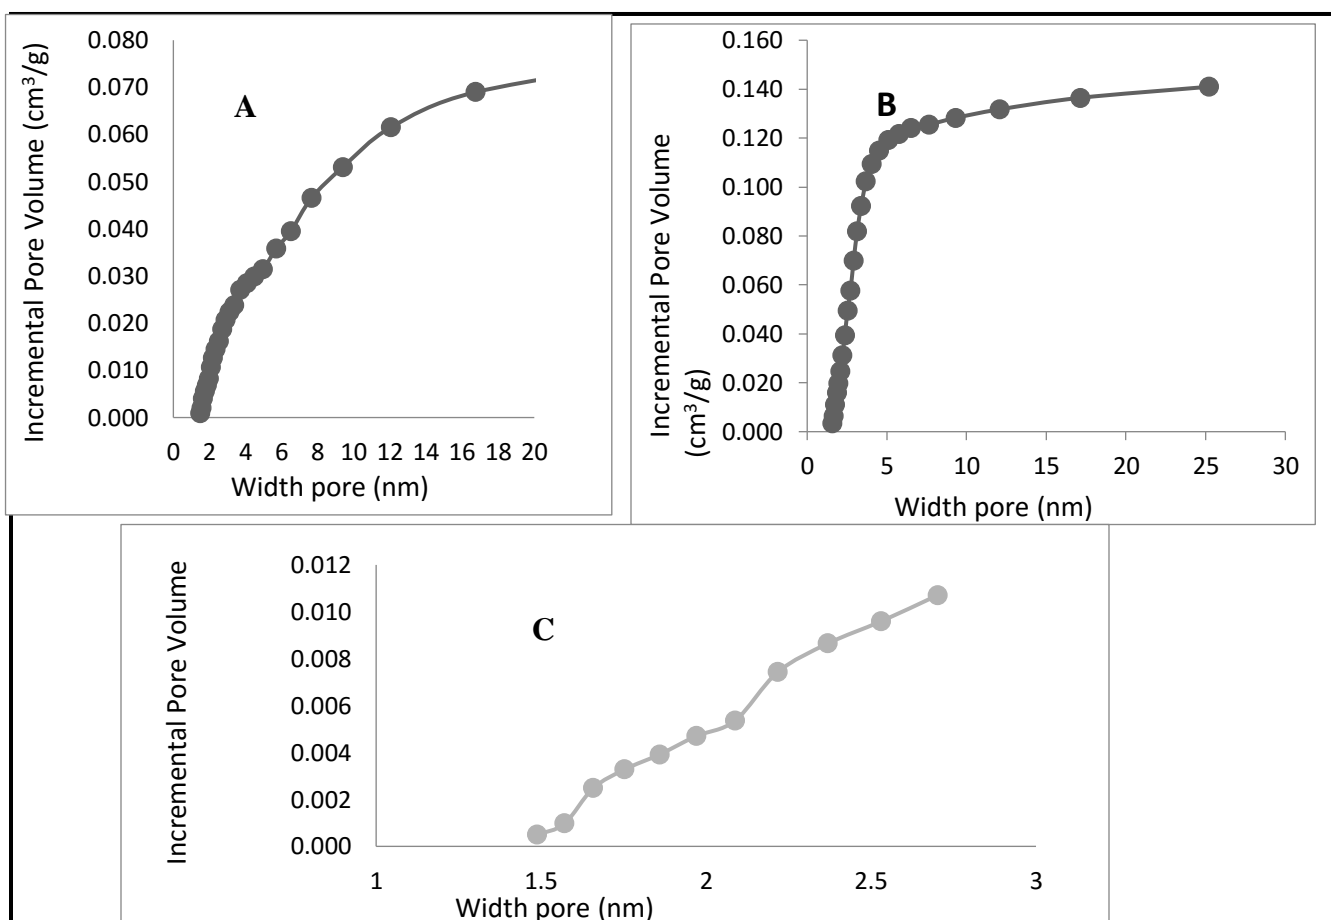 Incremental Pore Volume (cm³/g)
0.080
0.070
0.060
0.050
0.040
0.030
0.020
0.010
0.000
A
0 2 4 6 8 10 12 14 16 18 20
Width pore (nm)
Incremental Pore Volume
(cm³/g)
0.160
0.140
0.120
0.100
0.080
0.060
0.040
0.020
0.000
B
0 5 10 15 20 25 30
Width pore (nm)
Incremental Pore Volume
0.012
0.010
0.008
0.006
0.004
0.002
0.000
C
1 1.5 2 2.5 3
Width pore (nm)